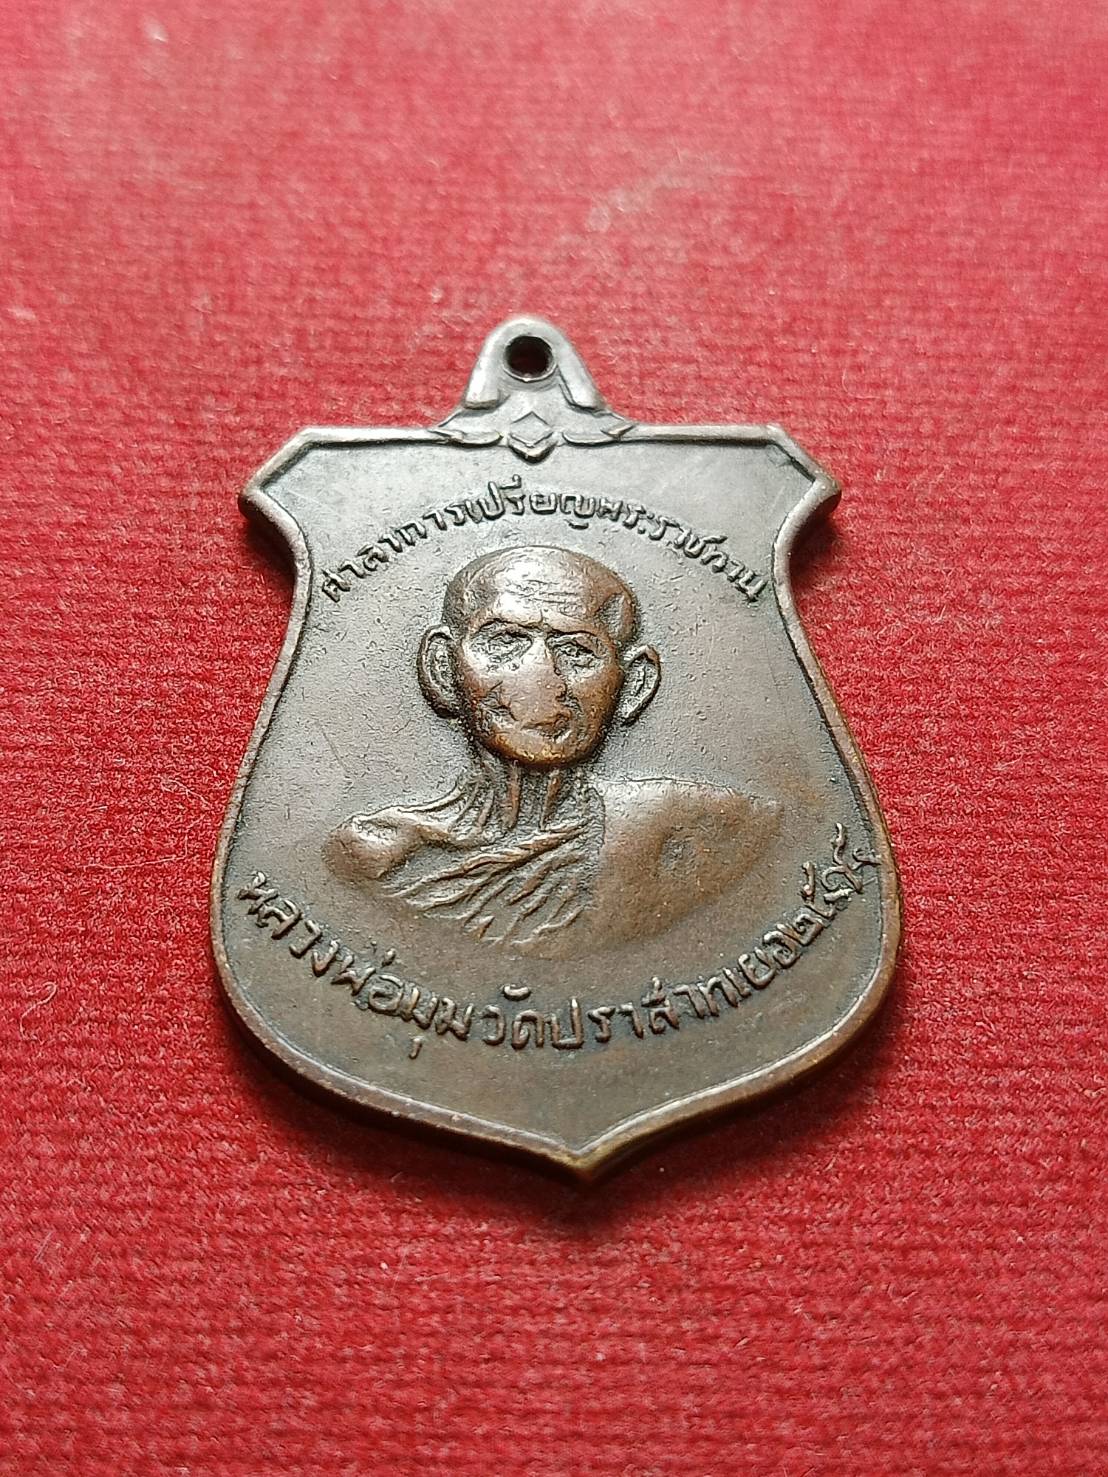 ศาลาการเปรียญพระราชทาน
หลวงพ่อมุมวัดปราสาทเยอ๒๕๑๕